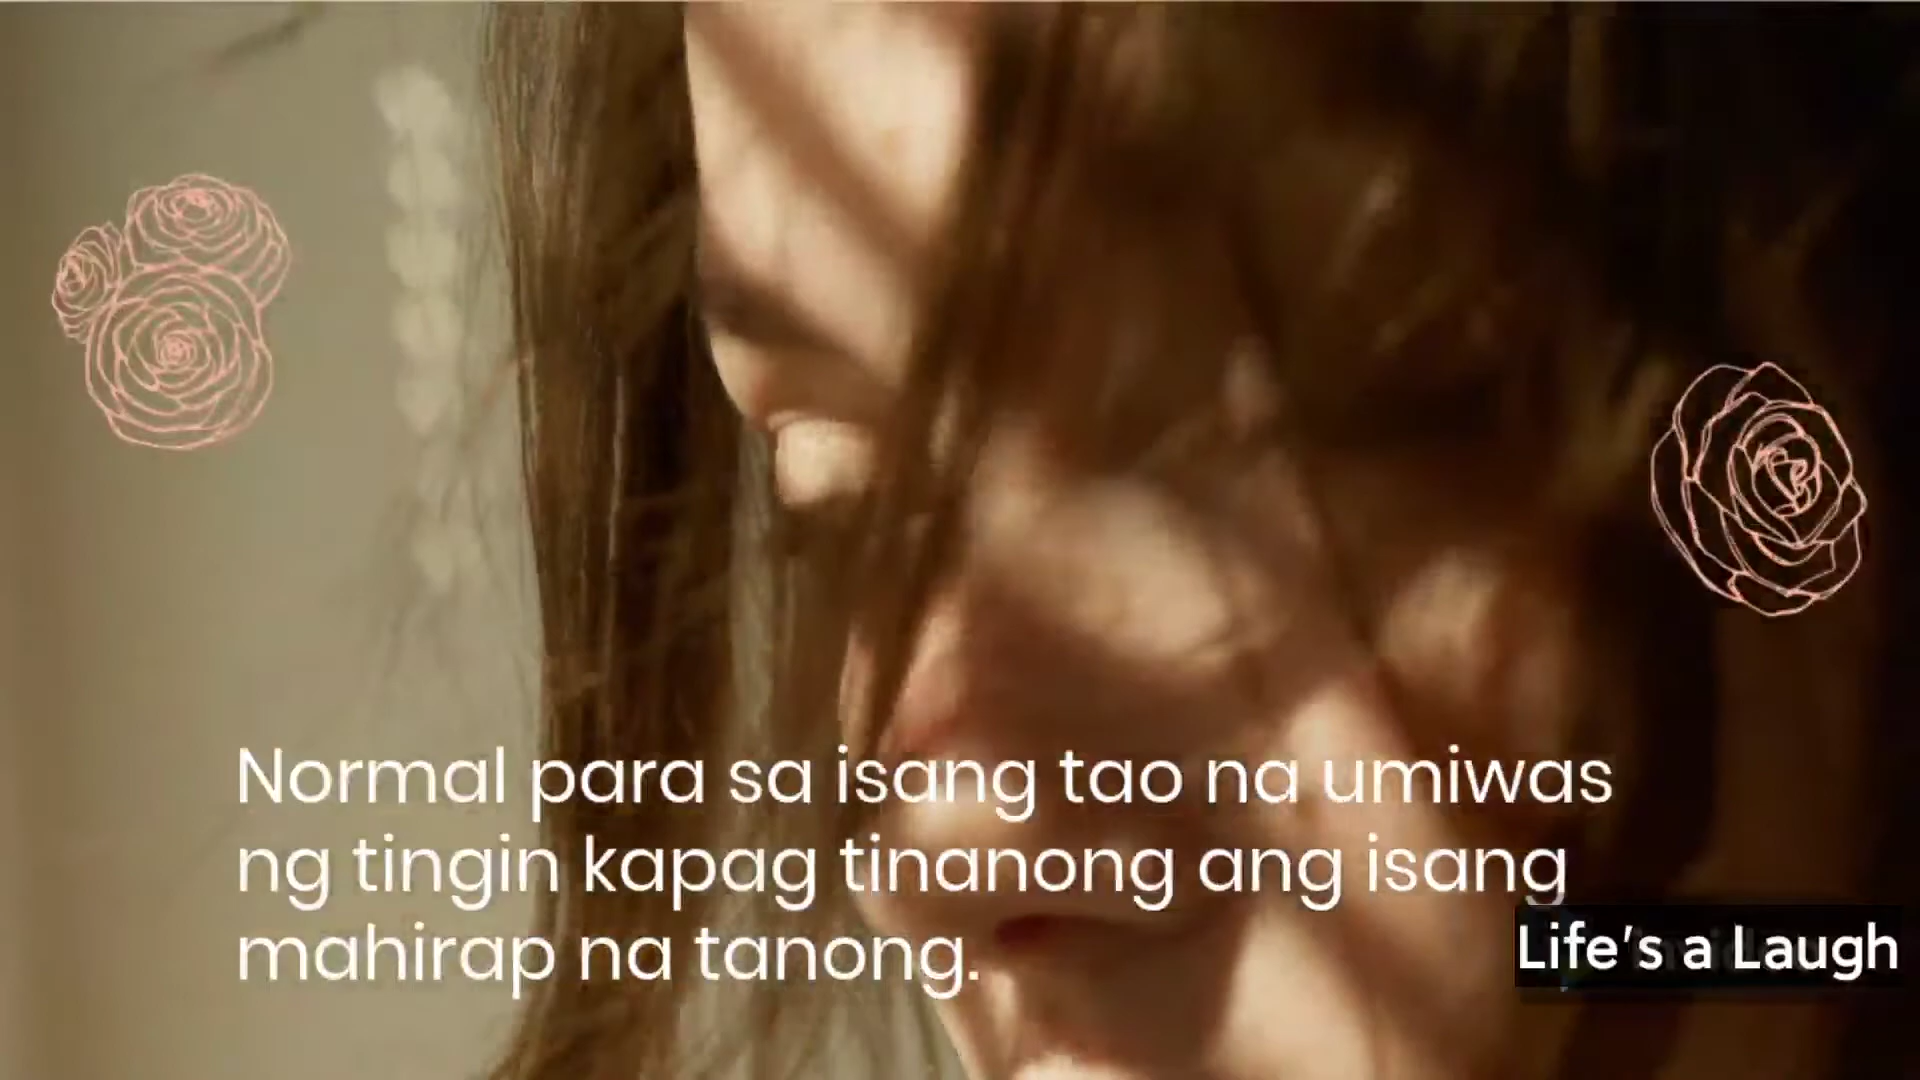 Normal para sa isang tao na umiwas
ng tingin kapag tinanong ang isang
mahirap na tanong.
Life's a Laugh